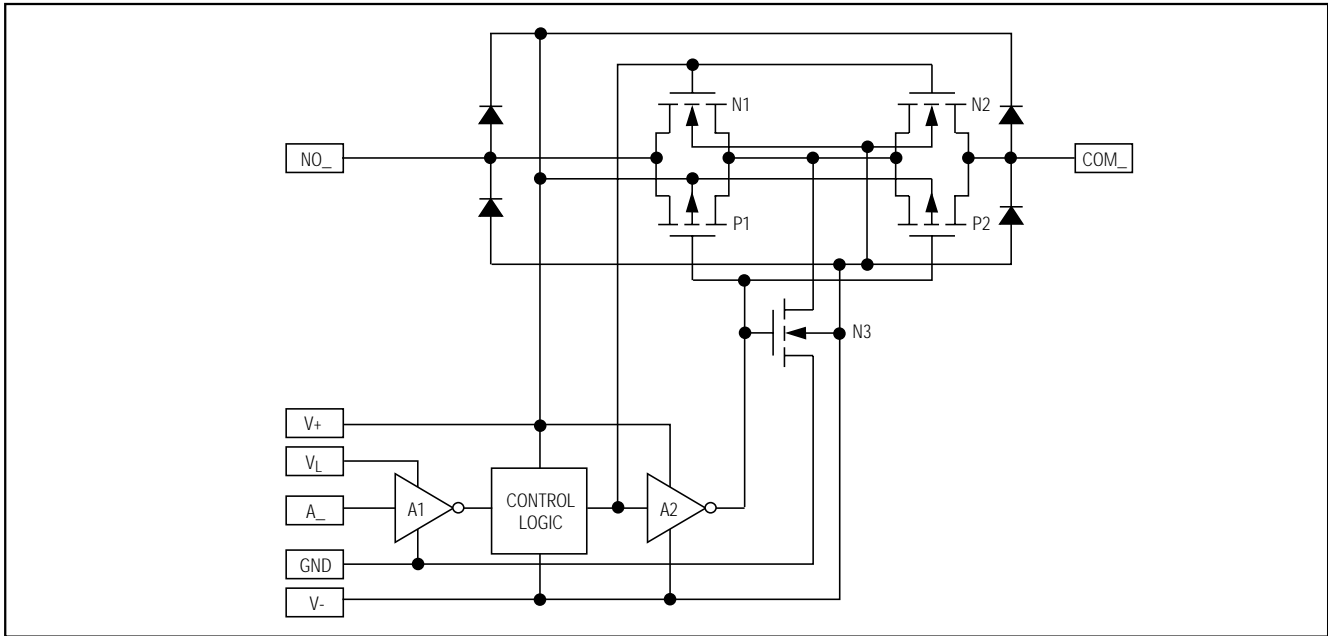 N1
N2
NO_
COM_
P1
P2
N3
V+
VL
A_
A1
CONTROL
LOGIC
A2
GND
V-